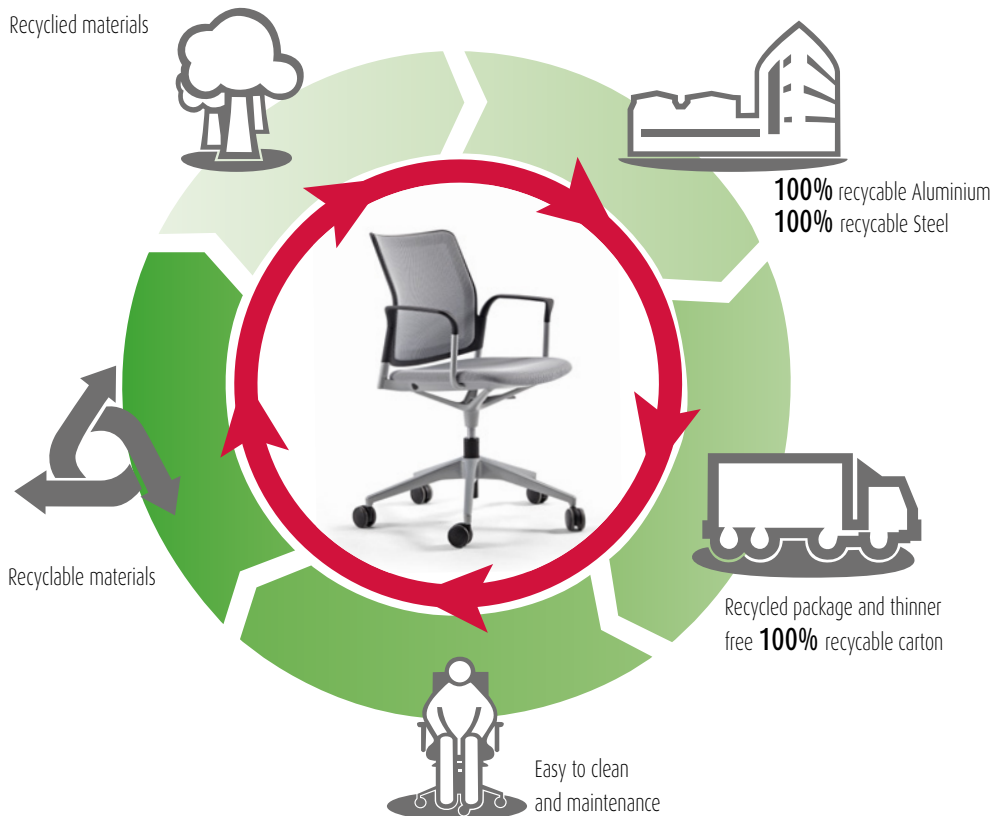 Recyclied materials
100% recycable Aluminium
100% recycable Steel
Recycled package and thinner
free 100% recycable carton
Easy to clean
and maintenance
Recyclable materials